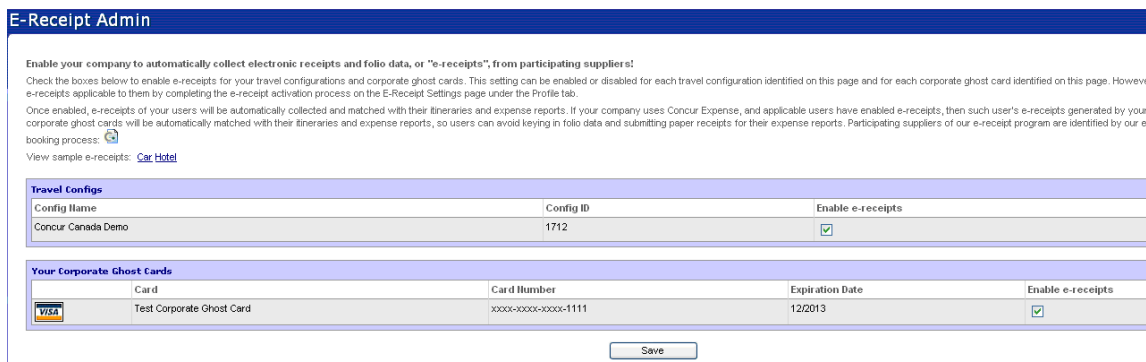 E-Receipt Admin
Enable your company to automatically collect electronic receipts and folio data, or "e-receipts", from participating suppliers!
Check the boxes below to enable e-receipts for your travel configurations and corporate ghost cards. This setting can be enabled or disabled for each travel configuration identified on this page and for each corporate ghost card identified on this page. Howeve
e-receipts applicable to them by completing the e-receipt activation process on the E-Receipt Settings page under the Profile tab.
Once enabled, e-receipts of your users will be automatically collected and matched with their itineraries and expense reports. If your company uses Concur Expense, and applicable users have enabled e-receipts, then such user's e-receipts generated by your
corporate ghost cards will be automatically matched with their itineraries and expense reports, so users can avoid keying in folio data and submitting paper receipts for their expense reports. Participating suppliers of our e-receipt program are identified by our e
booking process:
View sample e-receipts: Car Hotel
Travel Configs
Config Name Config ID Enable e-receipts
Concur Canada Demo 1712
Your Corporate Ghost Cards
Card Card Number Expiration Date Enable e-receipts
VISA Test Corporate Ghost Card xxxx-xxxx-xxxx-1111 12/2013
Save